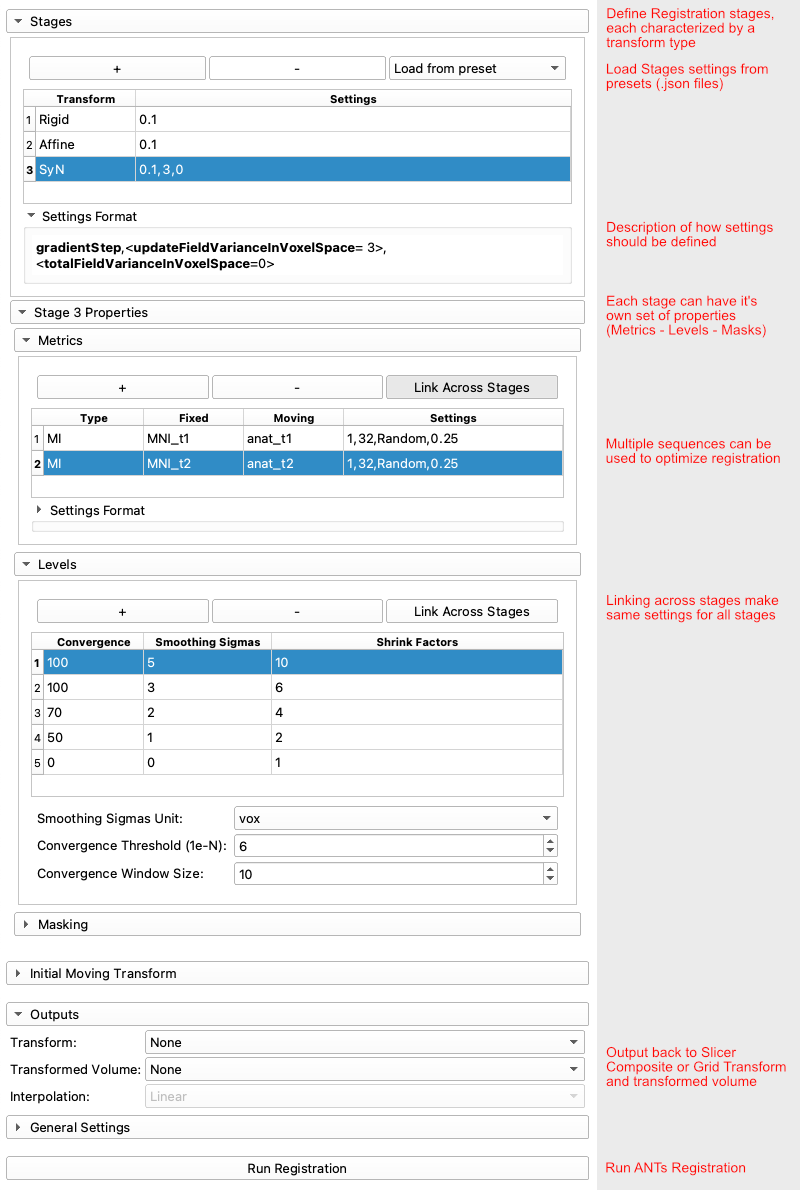 Stages
Define Registration stages,
each characterized by a
transform type
+ - Load from preset
Load Stages settings from
presets (.json files)
Transform Settings
1 Rigid 0.1
2 Affine 0.1
3 SyN 0.1,3,0
Settings Format
gradientStep,<updateFieldVarianceInVoxelSpace= 3>,
<totalFieldVarianceInVoxelSpace=0>
Description of how settings
should be defined
Stage 3 Properties
Each stage can have it's
own set of properties
(Metrics - Levels - Masks)
Metrics
+ - Link Across Stages
Type Fixed Moving Settings
1 MI MNI_t1 anat_t1 1,32,Random,0.25
2 MI MNI_t2 anat_t2 1,32,Random,0.25
Multiple sequences can be
used to optimize registration
Settings Format
Levels
+ - Link Across Stages
Linking across stages make
same settings for all stages
Convergence Smoothing Sigmas Shrink Factors
1 100 5 10
2 100 3 6
3 70 2 4
4 50 1 2
5 0 0 1
Smoothing Sigmas Unit: vox
Convergence Threshold (1e-N): 6
Convergence Window Size: 10
Masking
Initial Moving Transform
Outputs
Transform: None
Transformed Volume: None
Interpolation: Linear
Output back to Slicer
Composite or Grid Transform
and transformed volume
General Settings
Run Registration
Run ANTs Registration